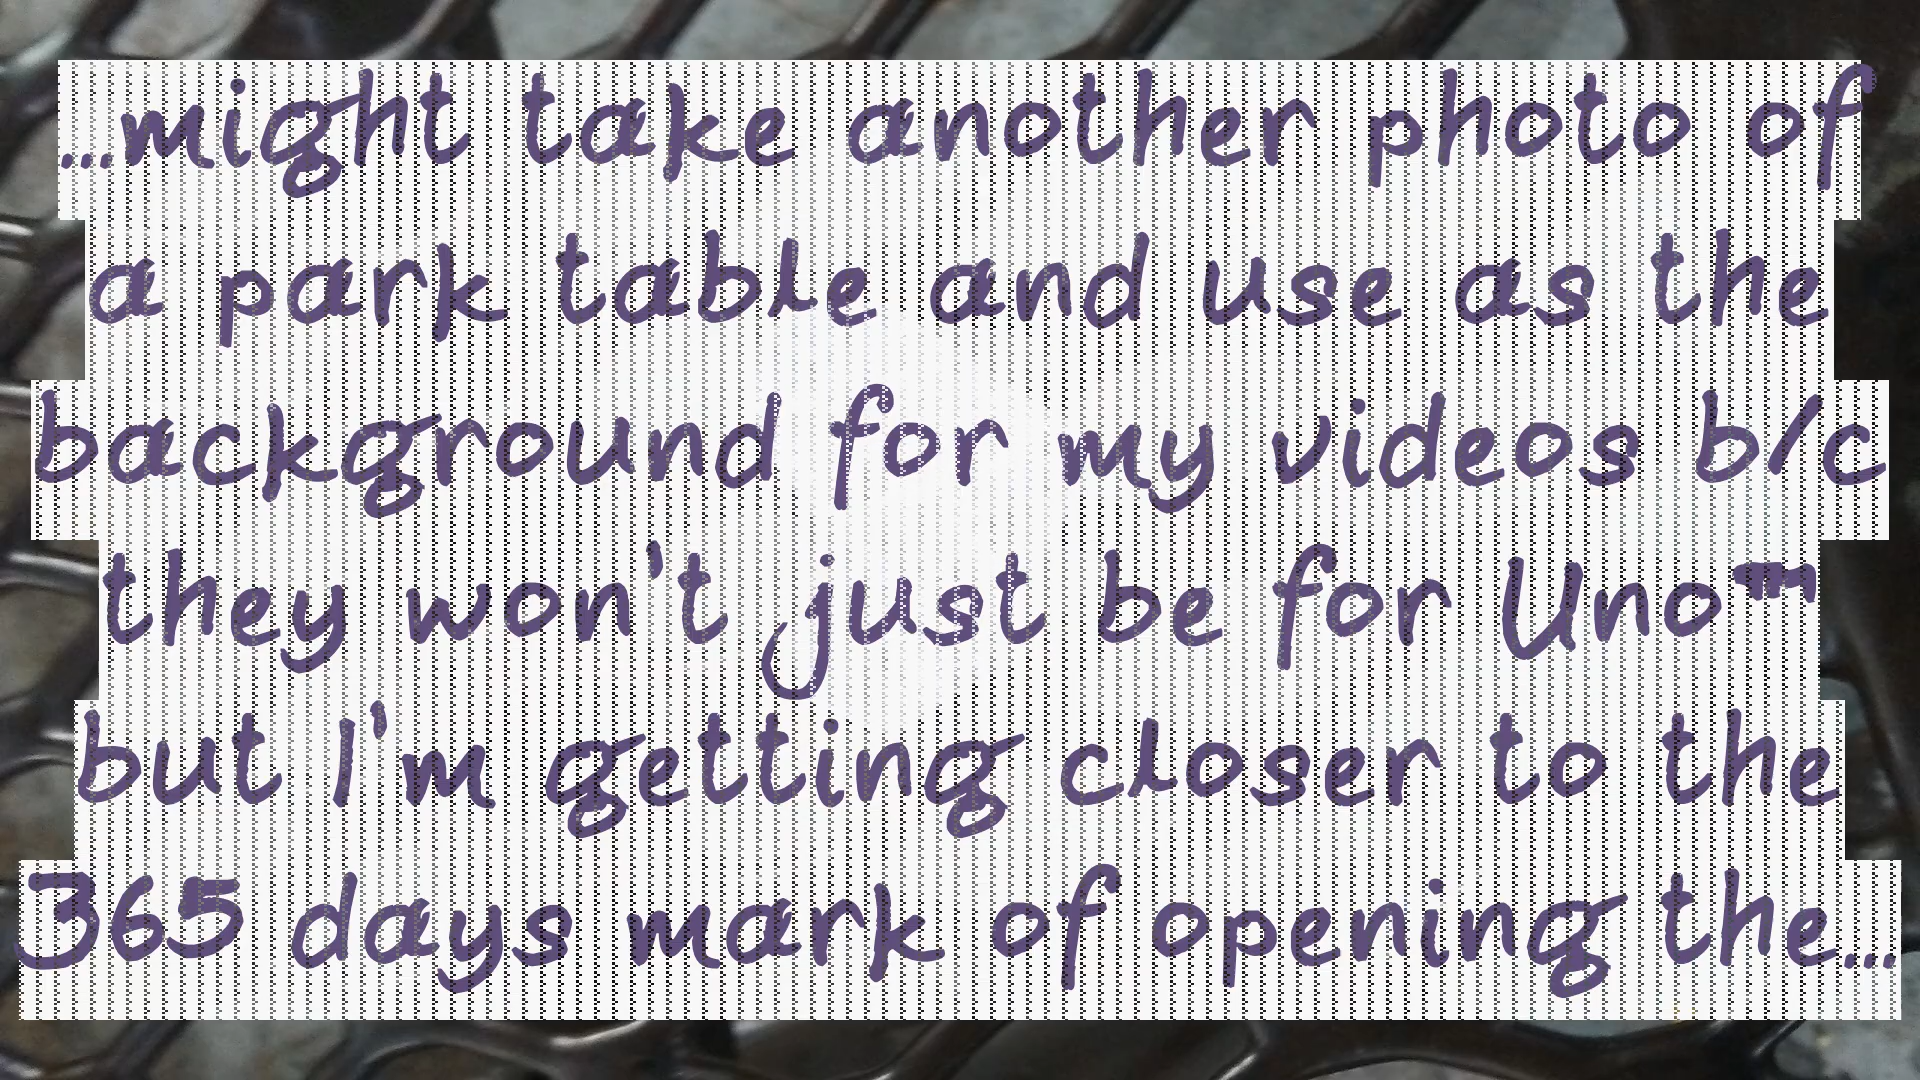 ...might take another photo of
a park table and use as the
background for my videos b/c
they won't just be for Uno™
but I'm getting closer to the
365 days mark of opening the...